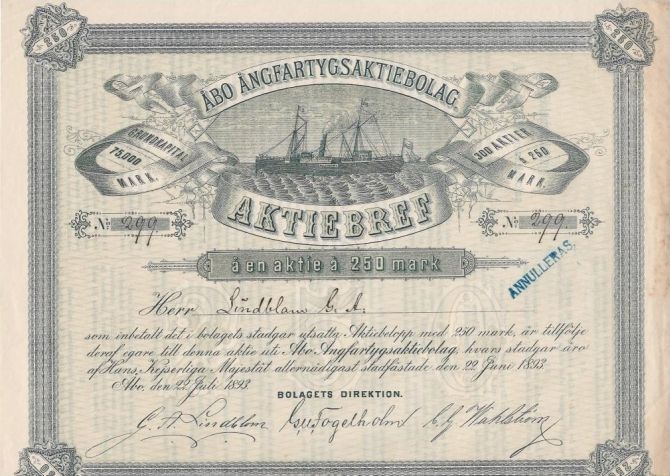 250
250
ÅBO ÅNGFARTYGSAKTIEBOLAG.
GRUNDKAPITAL
75,000
MARK.
300 AKTIER
à 250
MARK.
AKTIEBREF
No 299
No 299
å en aktie à 250 mark
ANNULLERAS.
Herr Lindblom G. A.
som inbetalt det i bolagets stadgar utsatta Aktiebelopp med 250 mark, är tillfölje
deraf egare till denna aktie uti Åbo Ångfartygsaktiebolag, hvars stadgar äro
af Hans Kejserliga Majestät allernådigast stadfästade den 22 Juni 1893.
Åbo, den 22 Juli 1893.
BOLAGETS DIREKTION.
G. A. Lindblom Fogelholm C. G. Wahlström